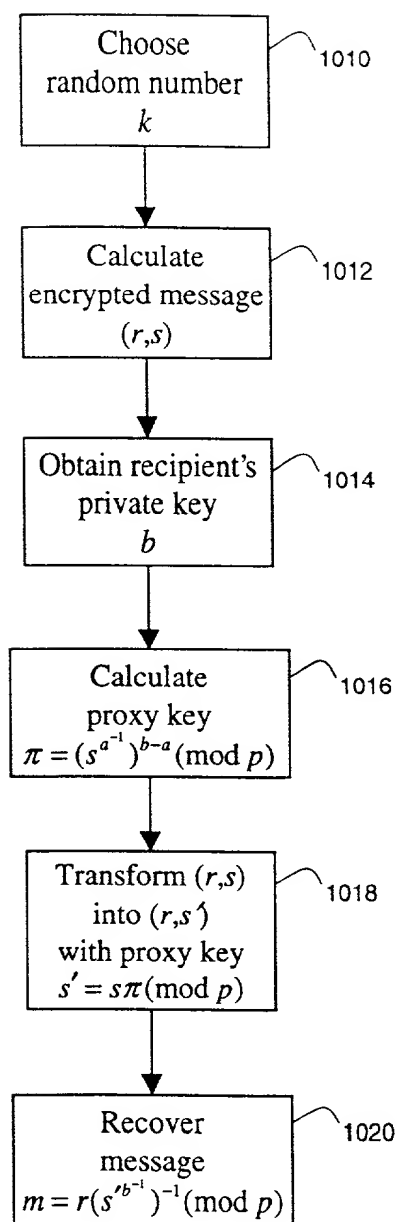 Choose
random number
k
1010
Calculate
encrypted message
(r,s)
1012
Obtain recipient's
private key
b
1014
Calculate
proxy key
π = (s^{a^{-1}})^{b-a} (mod p)
1016
Transform (r,s)
into (r,s′)
with proxy key
s′ = sπ(mod p)
1018
Recover
message
m = r(s′^{b^{-1}})^{-1} (mod p)
1020